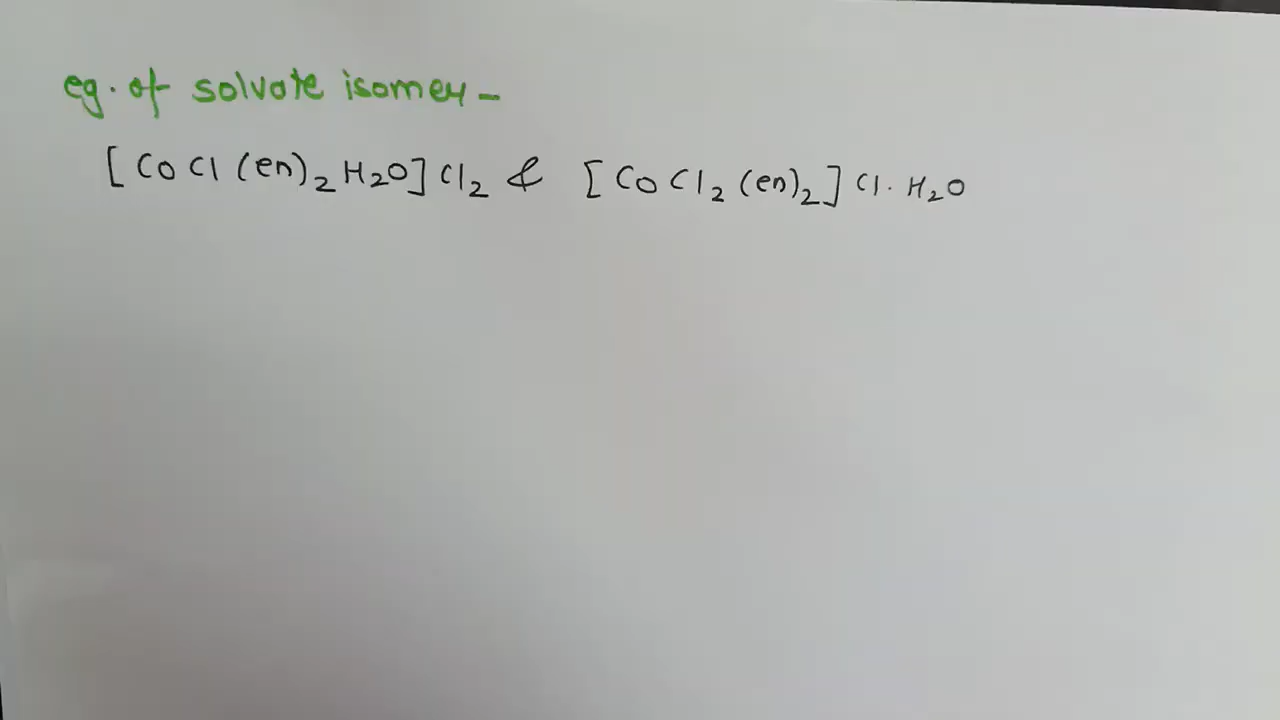 eg. of solvate isomer -
[CoCl(en)₂H₂O]Cl₂ & [CoCl₂(en)₂]Cl·H₂O